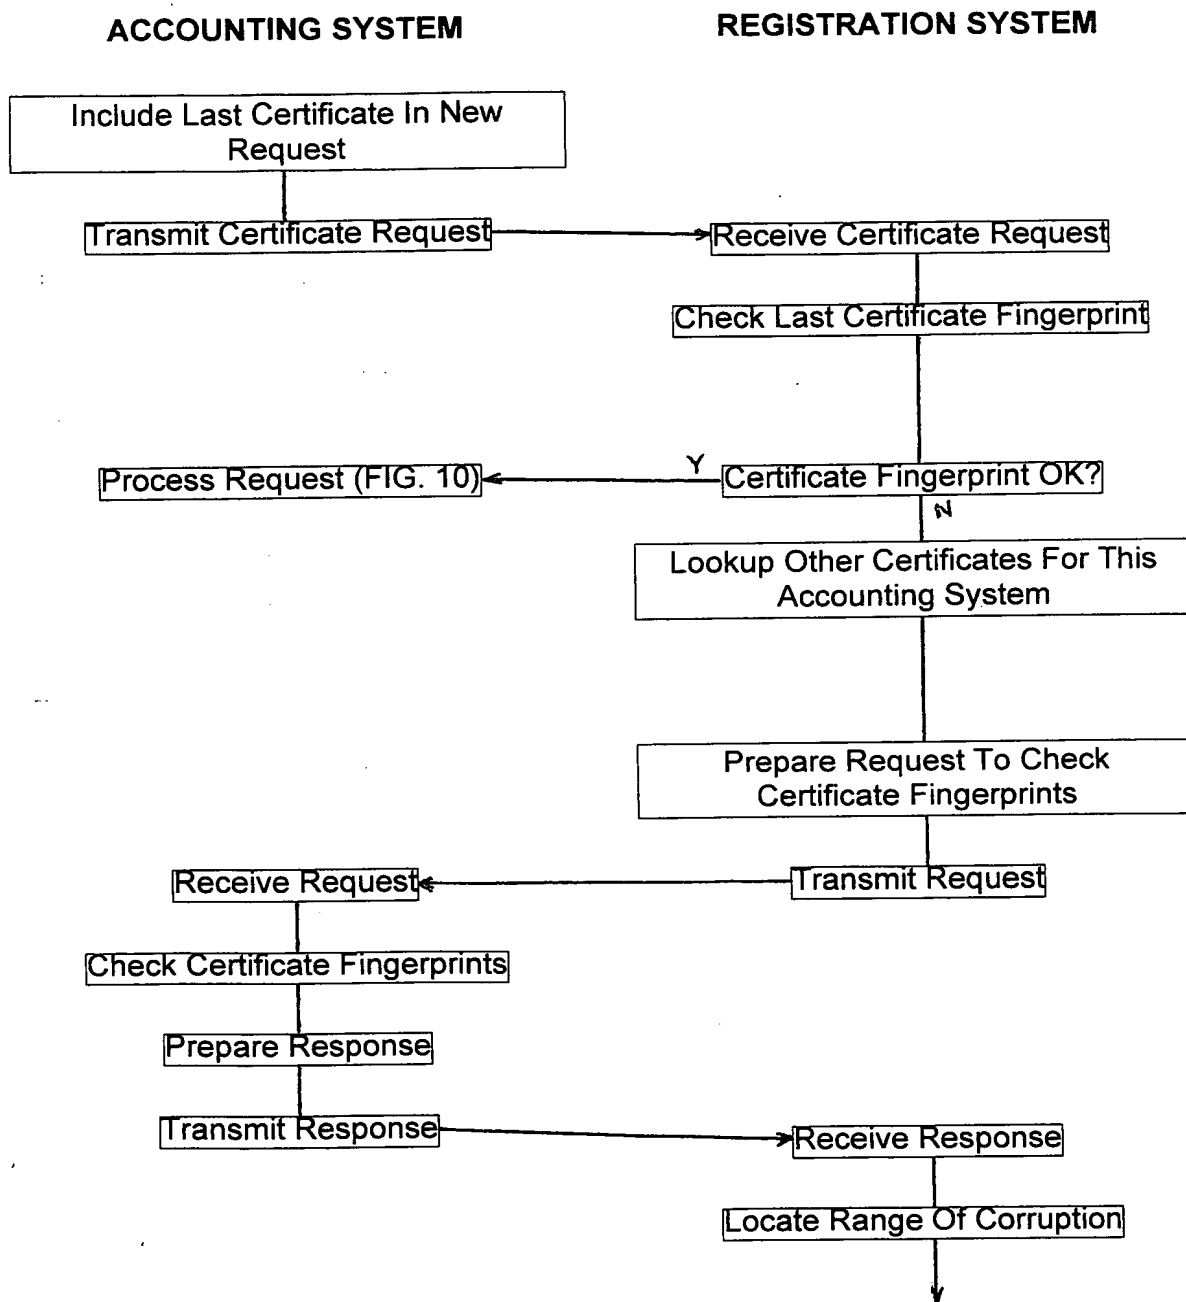 ACCOUNTING SYSTEM
REGISTRATION SYSTEM
Include Last Certificate In New
Request
Transmit Certificate Request
Receive Certificate Request
Check Last Certificate Fingerprint
Process Request (FIG. 10)
Y
Certificate Fingerprint OK?
N
Lookup Other Certificates For This
Accounting System
Prepare Request To Check
Certificate Fingerprints
Receive Request
Transmit Request
Check Certificate Fingerprints
Prepare Response
Transmit Response
Receive Response
Locate Range Of Corruption